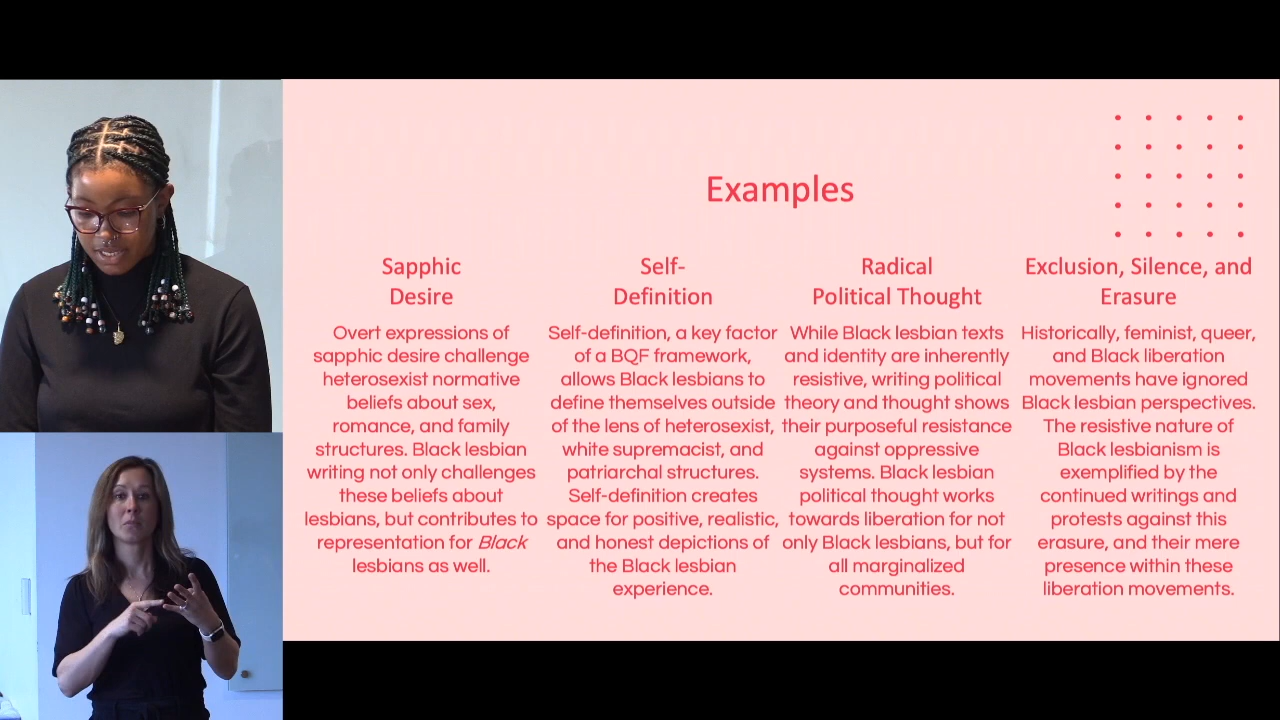 Examples
Sapphic
Desire
Overt expressions of
sapphic desire challenge
heterosexist normative
beliefs about sex,
romance, and family
structures. Black lesbian
writing not only challenges
these beliefs about
lesbians, but contributes to
representation for Black
lesbians as well.
Self-
Definition
Self-definition, a key factor
of a BQF framework,
allows Black lesbians to
define themselves outside
of the lens of heterosexist,
white supremacist, and
patriarchal structures.
Self-definition creates
space for positive, realistic,
and honest depictions of
the Black lesbian
experience.
Radical
Political Thought
While Black lesbian texts
and identity are inherently
resistive, writing political
theory and thought shows
their purposeful resistance
against oppressive
systems. Black lesbian
political thought works
towards liberation for not
only Black lesbians, but for
all marginalized
communities.
Exclusion, Silence, and
Erasure
Historically, feminist, queer,
and Black liberation
movements have ignored
Black lesbian perspectives.
The resistive nature of
Black lesbianism is
exemplified by the
continued writings and
protests against this
erasure, and their mere
presence within these
liberation movements.